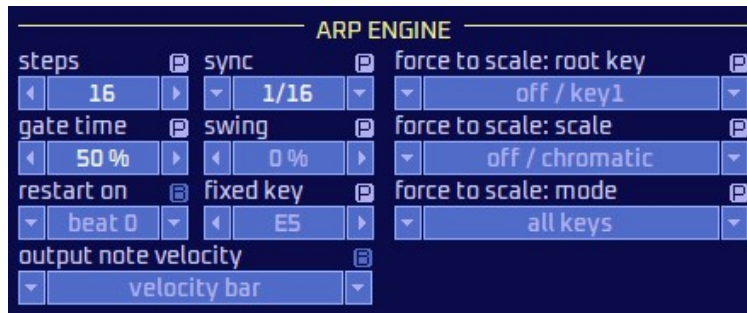 ARP ENGINE
steps P sync P force to scale: root key P
16 1/16 off / key1
gate time P swing P force to scale: scale P
50 % 0 % off / chromatic
restart on B fixed key P force to scale: mode P
beat 0 E5 all keys
output note velocity B
velocity bar